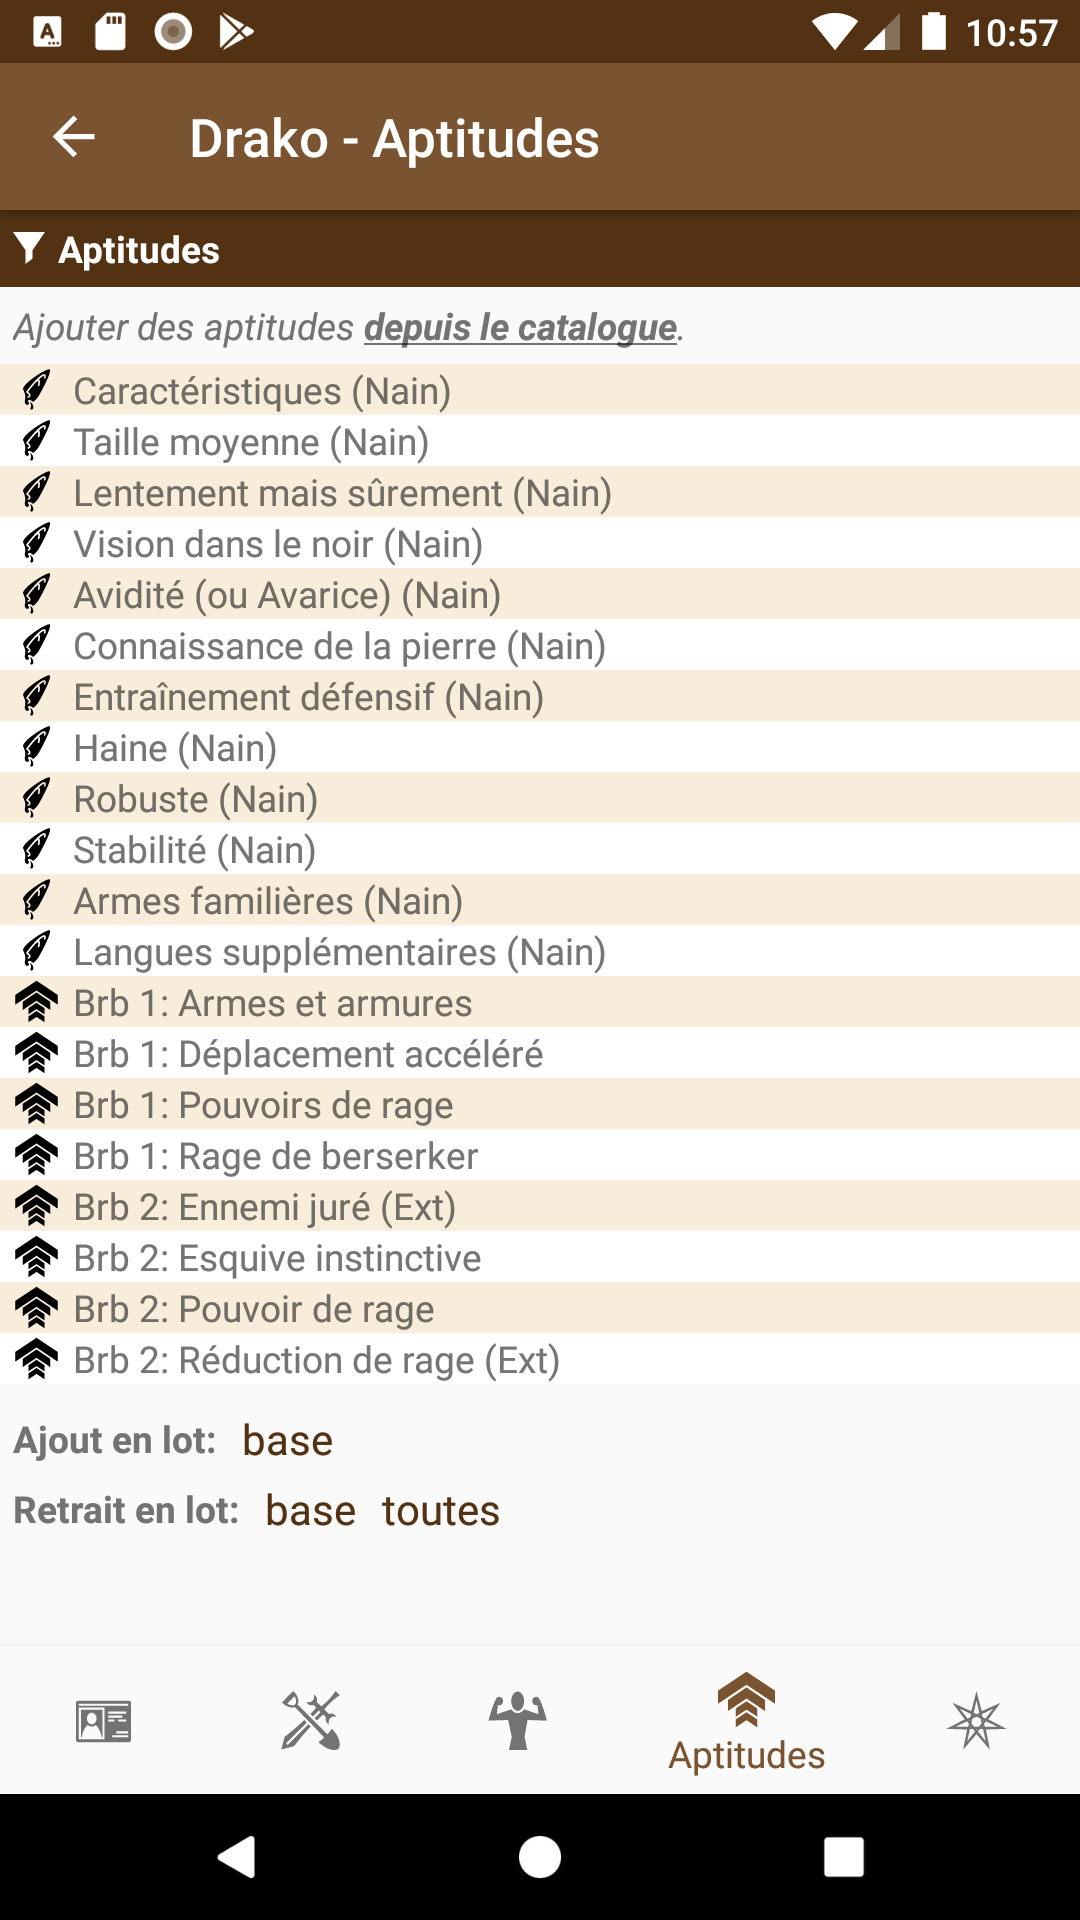 10:57
Drako - Aptitudes
Aptitudes
Ajouter des aptitudes depuis le catalogue.
Caractéristiques (Nain)
Taille moyenne (Nain)
Lentement mais sûrement (Nain)
Vision dans le noir (Nain)
Avidité (ou Avarice) (Nain)
Connaissance de la pierre (Nain)
Entraînement défensif (Nain)
Haine (Nain)
Robuste (Nain)
Stabilité (Nain)
Armes familières (Nain)
Langues supplémentaires (Nain)
Brb 1: Armes et armures
Brb 1: Déplacement accéléré
Brb 1: Pouvoirs de rage
Brb 1: Rage de berserker
Brb 2: Ennemi juré (Ext)
Brb 2: Esquive instinctive
Brb 2: Pouvoir de rage
Brb 2: Réduction de rage (Ext)
Ajout en lot: base
Retrait en lot: base toutes
Aptitudes